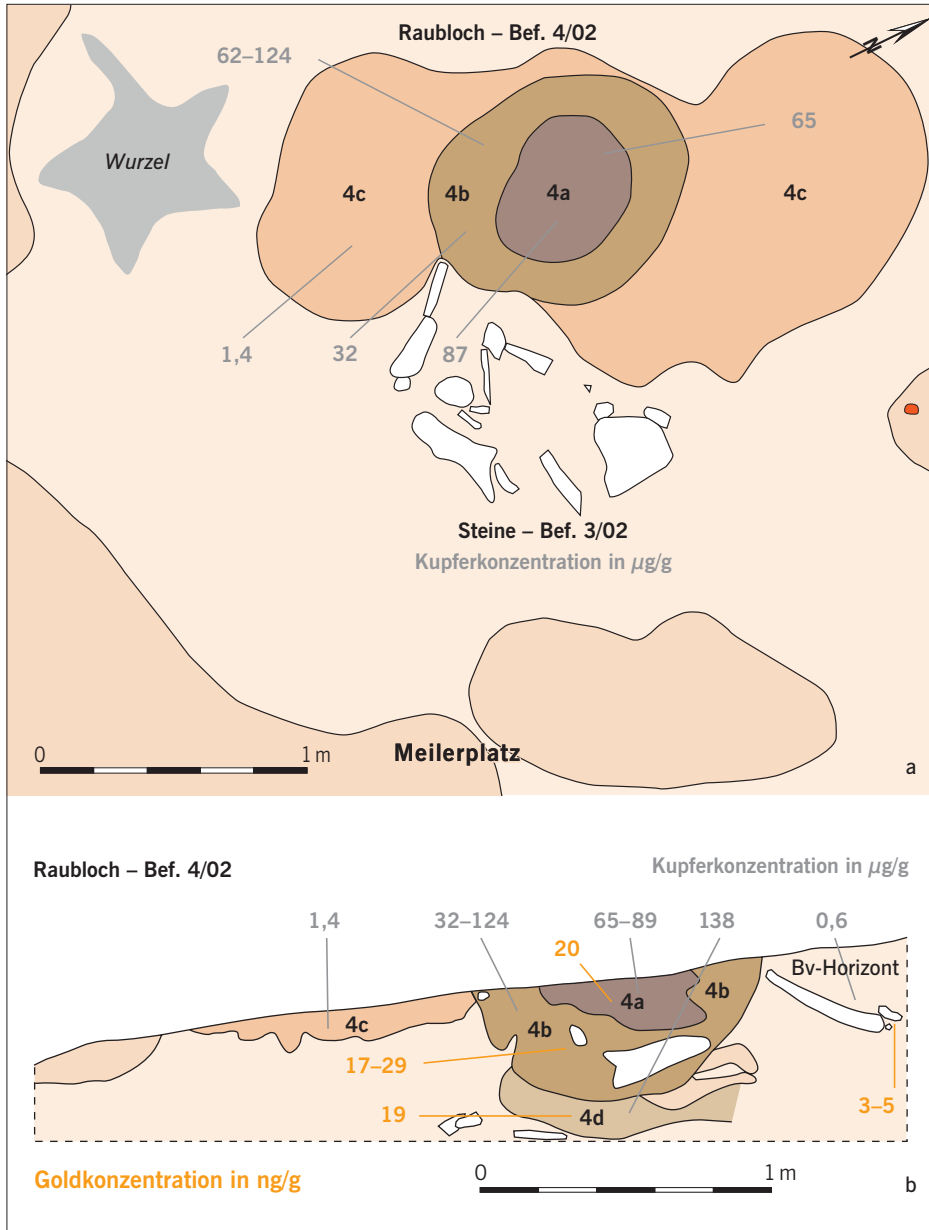 Raubloch – Bef. 4/02
N
62–124
65
Wurzel
4c
4b
4a
4c
1,4
32
87
Steine – Bef. 3/02
Kupferkonzentration in µg/g
0
1 m
Meilerplatz
a
Raubloch – Bef. 4/02
Kupferkonzentration in µg/g
1,4
32–124
65–89
138
0,6
20
Bv-Horizont
4a
4b
4c
4b
17–29
19
4d
3–5
Goldkonzentration in ng/g
0
1 m
b